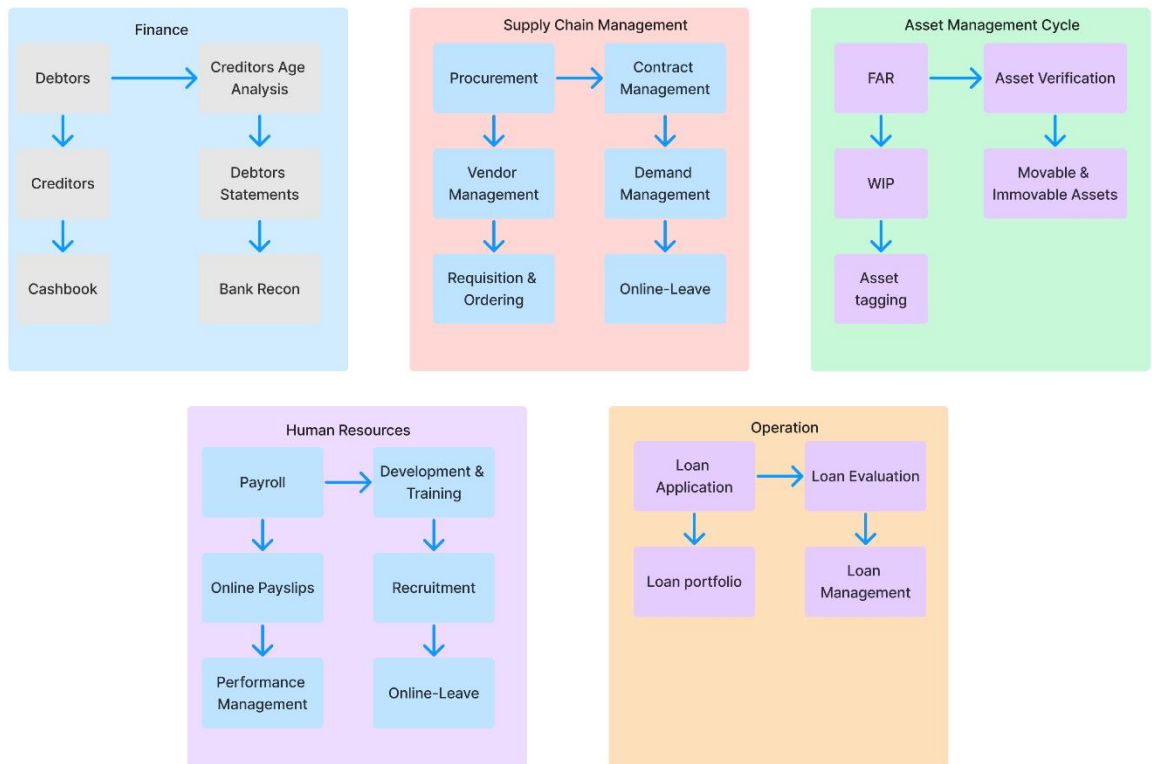 Finance
Debtors
Creditors Age
Analysis
Creditors
Debtors
Statements
Cashbook
Bank Recon
Supply Chain Management
Procurement
Contract
Management
Vendor
Management
Demand
Management
Requisition &
Ordering
Online-Leave
Asset Management Cycle
FAR
Asset Verification
WIP
Movable &
Immovable Assets
Asset
tagging
Human Resources
Payroll
Development &
Training
Online Payslips
Recruitment
Performance
Management
Online-Leave
Operation
Loan
Application
Loan Evaluation
Loan portfolio
Loan
Management